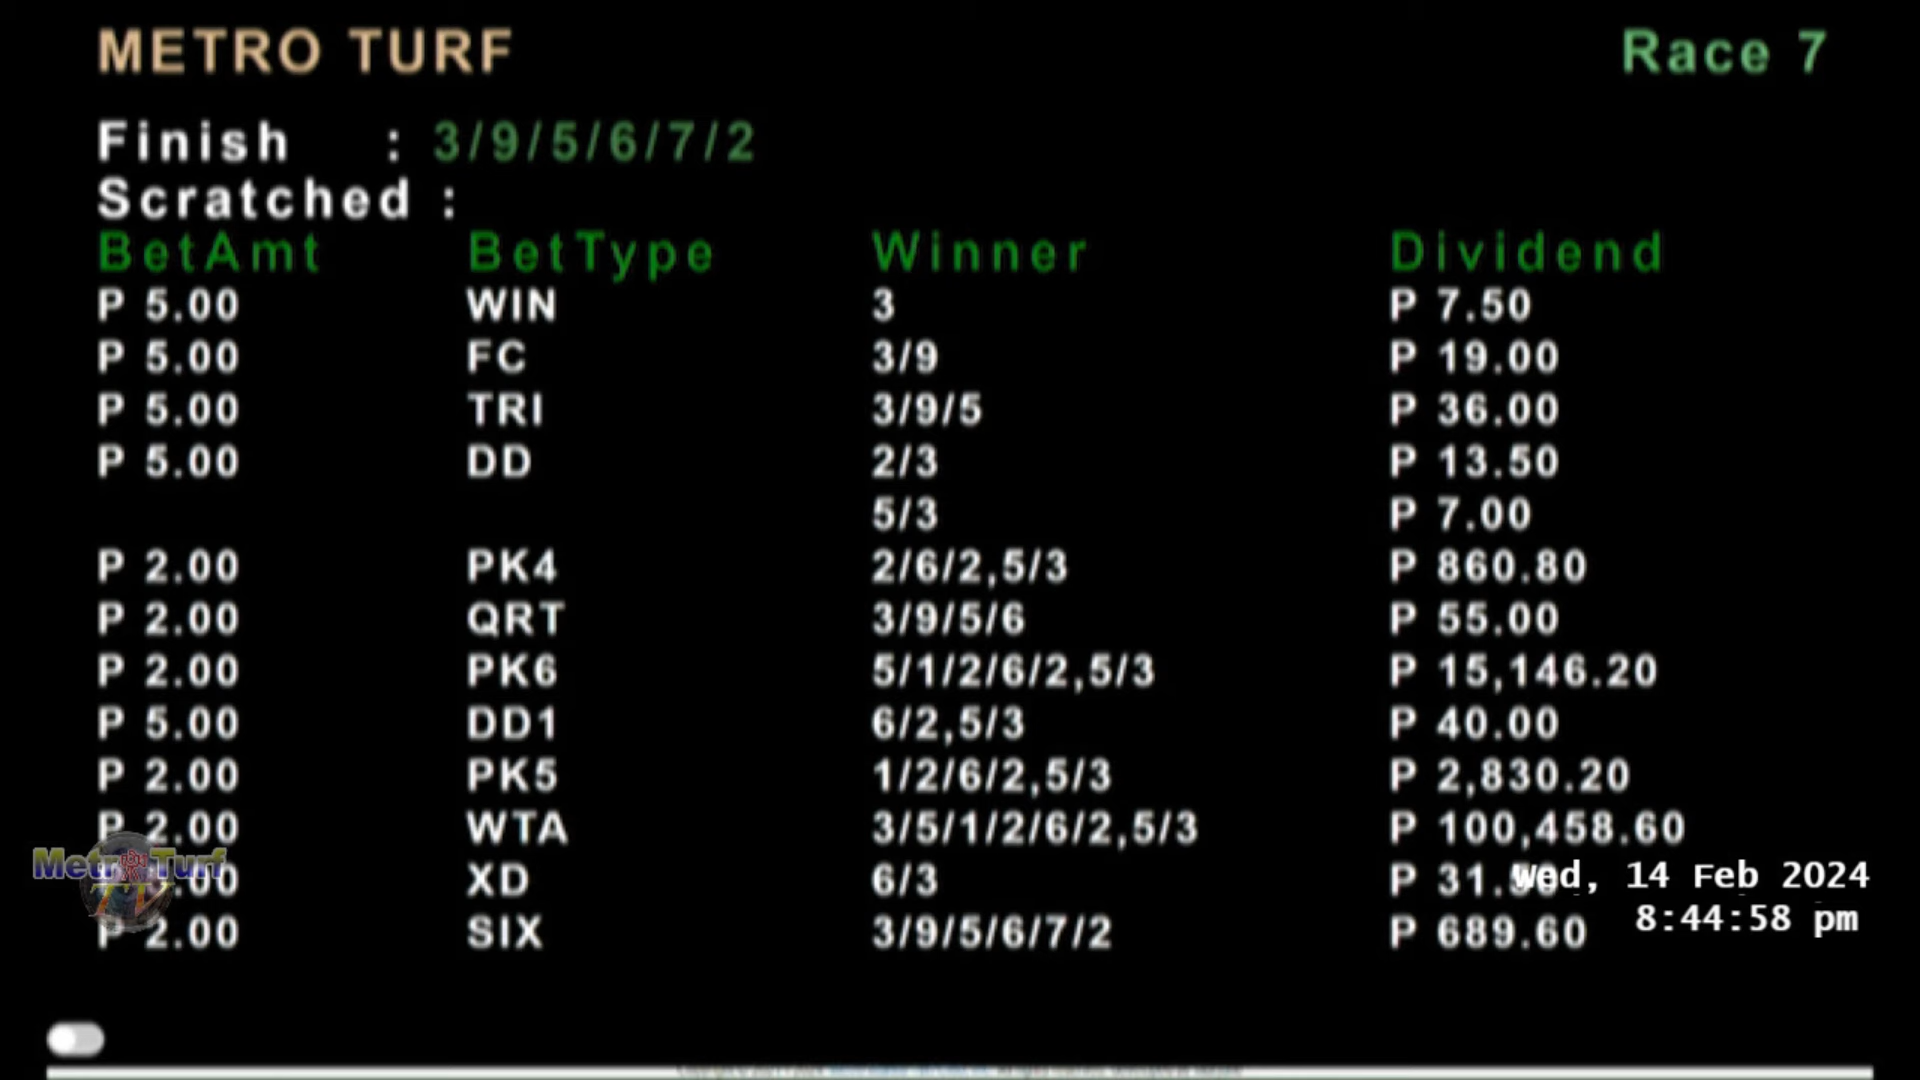 METRO TURF Race 7
Finish : 3/9/5/6/7/2
Scratched :
BetAmt BetType Winner Dividend
P 5.00 WIN 3 P 7.50
P 5.00 FC 3/9 P 19.00
P 5.00 TRI 3/9/5 P 36.00
P 5.00 DD 2/3 P 13.50
5/3 P 7.00
P 2.00 PK4 2/6/2,5/3 P 860.80
P 2.00 QRT 3/9/5/6 P 55.00
P 2.00 PK6 5/1/2/6/2,5/3 P 15,146.20
P 5.00 DD1 6/2,5/3 P 40.00
P 2.00 PK5 1/2/6/2,5/3 P 2,830.20
P 2.00 WTA 3/5/1/2/6/2,5/3 P 100,458.60
MetroTurf
TV
XD 6/3 P
Wed, 14 Feb 2024
8:44:58 pm
P 2.00 SIX 3/9/5/6/7/2 P 689.60